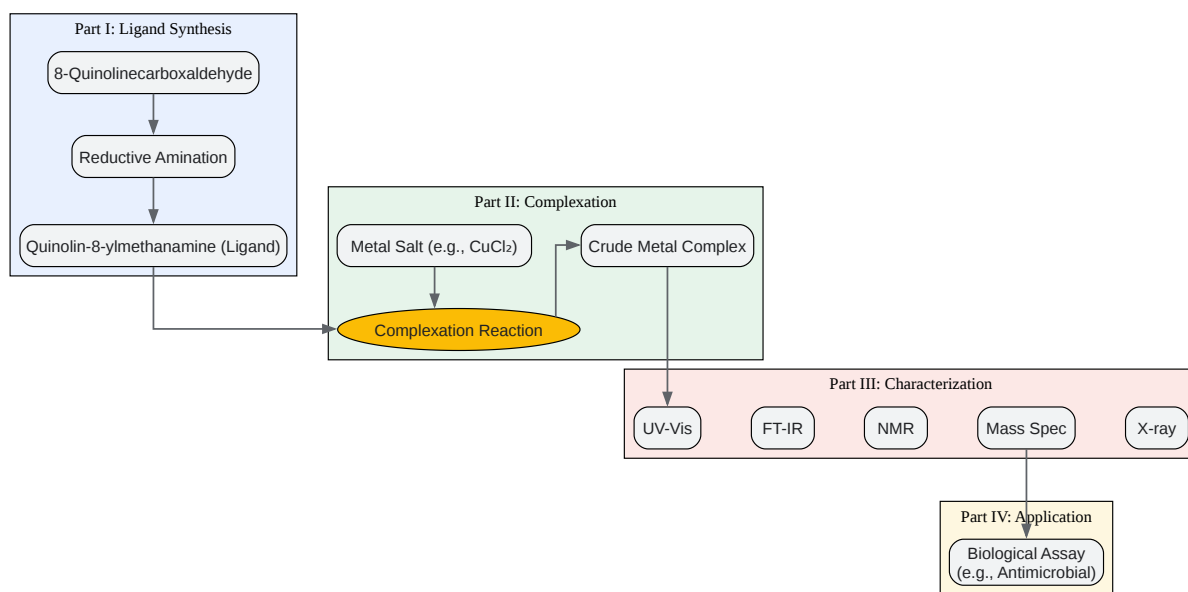 Part I: Ligand Synthesis
8-Quinolinecarboxaldehyde
Reductive Amination
Quinolin-8-ylmethanamine (Ligand)
Part II: Complexation
Metal Salt (e.g., CuCl₂)
Crude Metal Complex
Complexation Reaction
Part III: Characterization
UV-Vis
FT-IR
NMR
Mass Spec
X-ray
Part IV: Application
Biological Assay
(e.g., Antimicrobial)